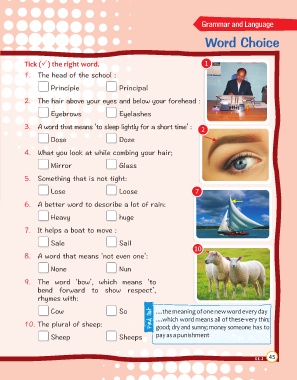 Grammar and Language
Word Choice
Tick (✓) the right word.
1. The head of the school :
Principle Principal
2. The hair above your eyes and below your forehead :
Eyebrows Eyelashes
3. A word that means 'to sleep lightly for a short time' :
Dose Doze
4. What you look at while combing your hair;
Mirror Glass
5. Something that is not tight:
Lose Loose
6. A better word to describe a lot of rain:
Heavy huge
7. It helps a boat to move :
Sale Sail
8. A word that means 'not even one':
None Nun
9. The word 'bow', which means 'to
bend forward to show respect',
rhymes with:
Cow So
10. The plural of sheep:
Sheep Sheeps
1
2
7
10
Find Out
....the meaning of one new word every day
....which word means all of these-very thin;
good; dry and sunny; money someone has to
pay as a punishment
43